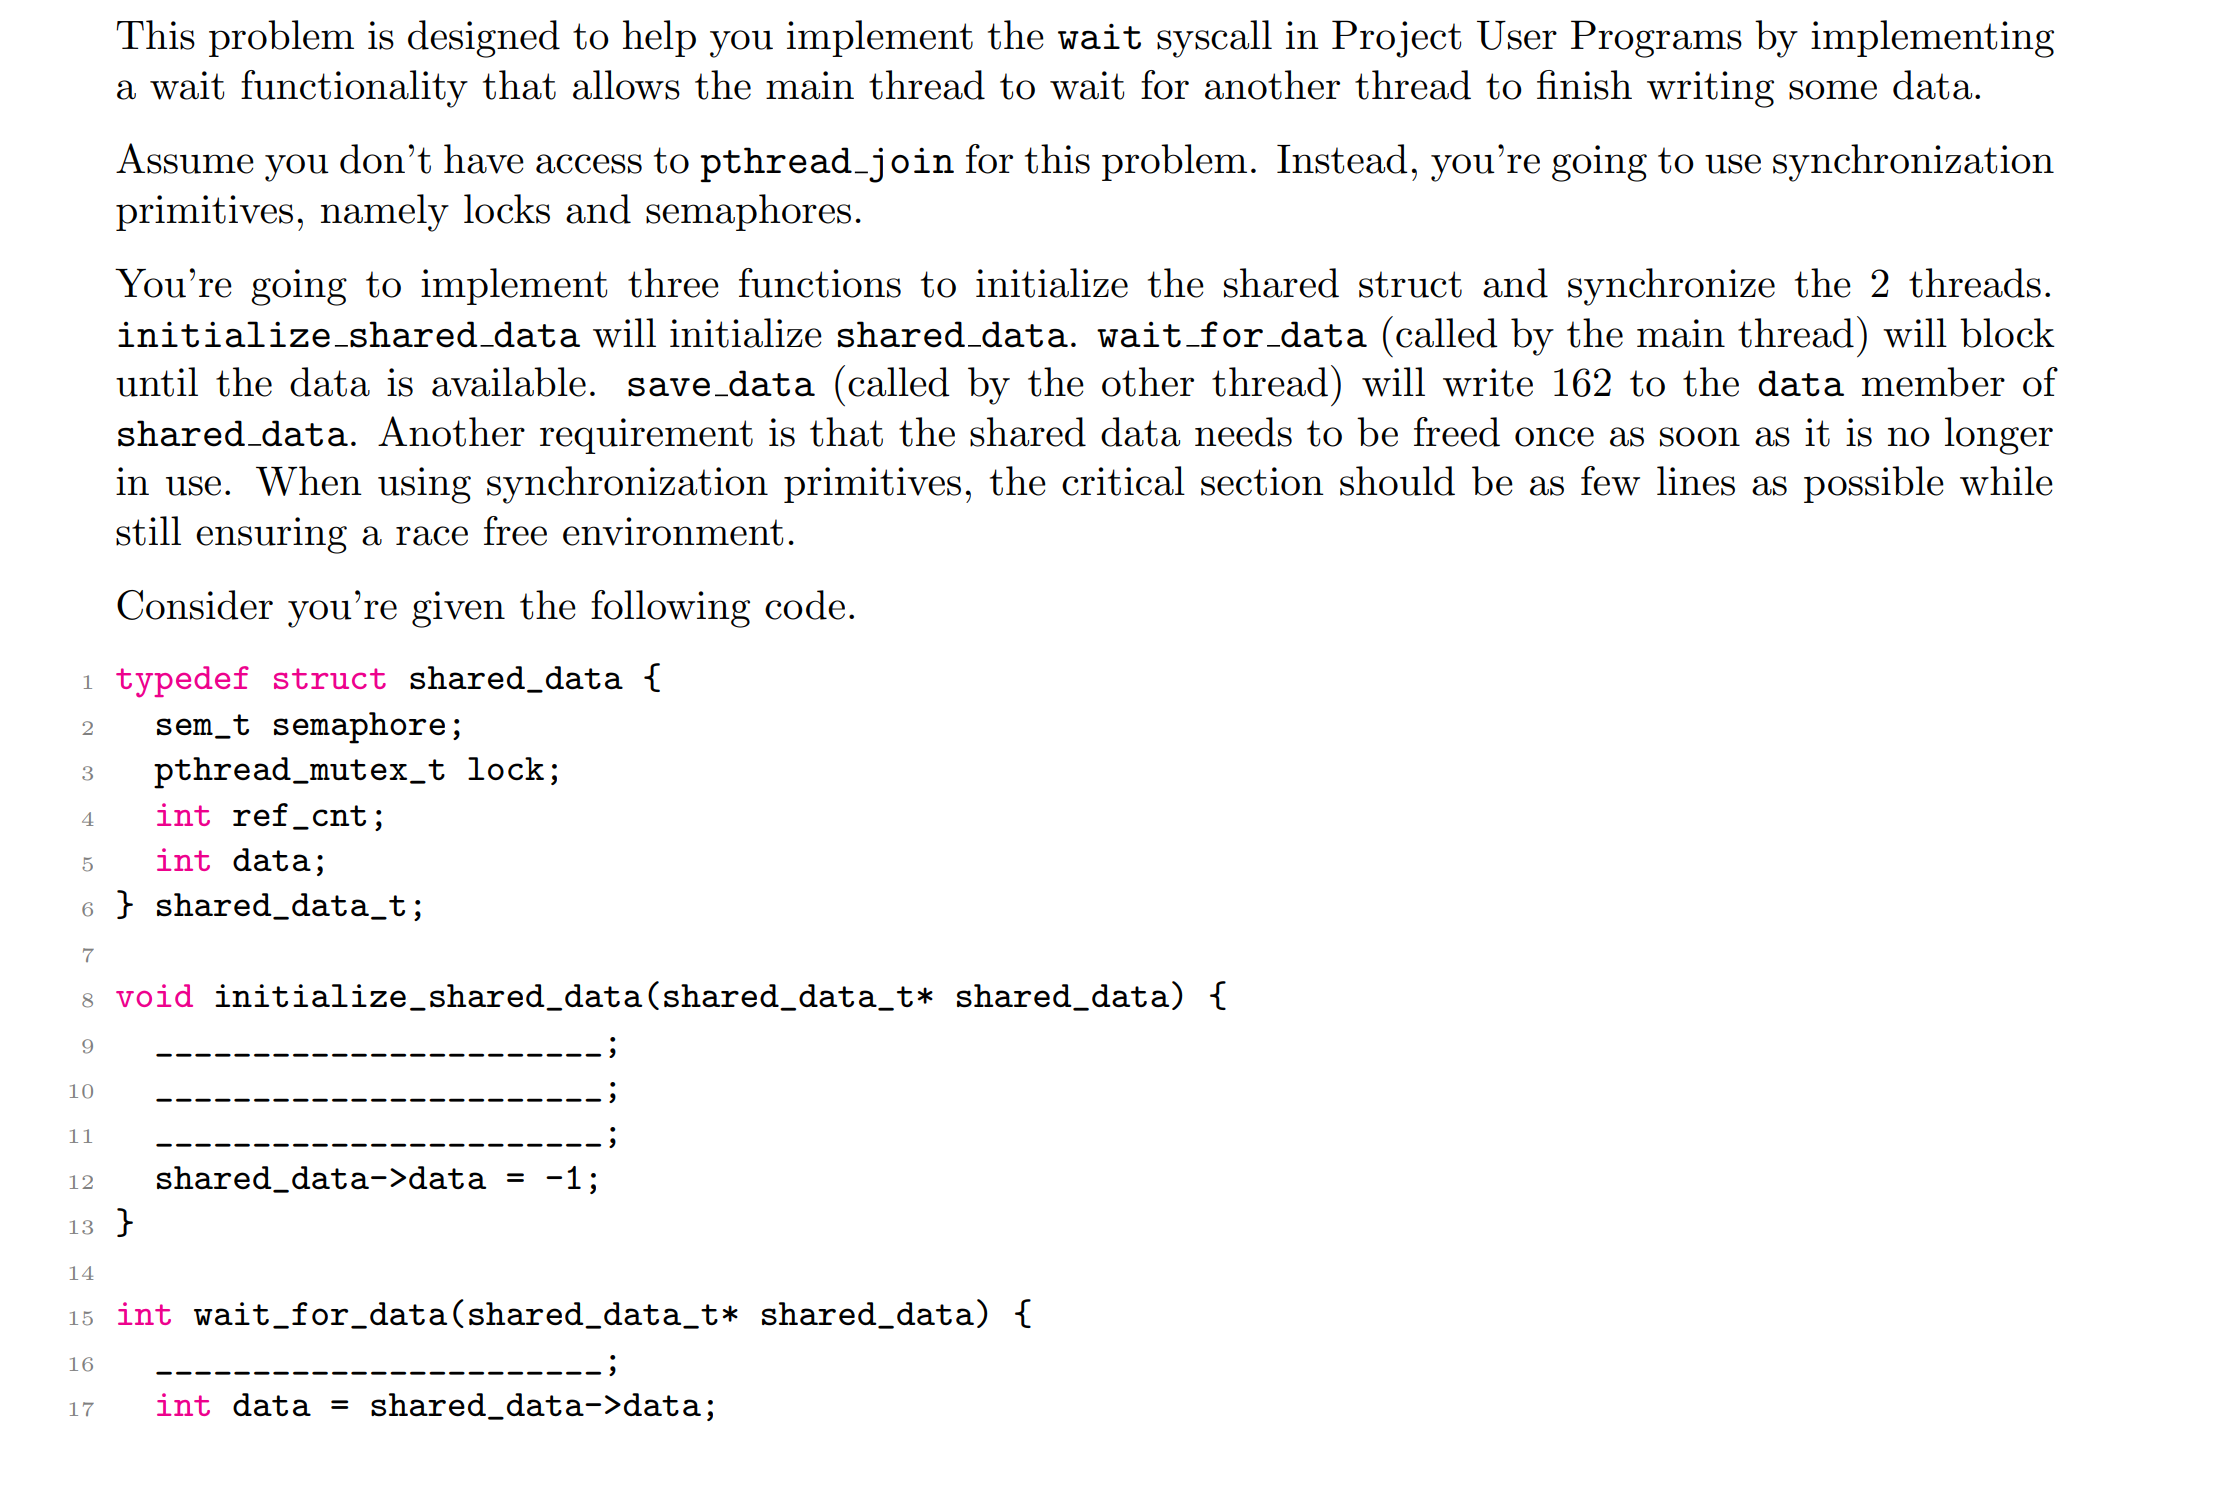 This problem is designed to help you implement the wait syscall in Project User Programs by implementing
a wait functionality that allows the main thread to wait for another thread to finish writing some data.
Assume you don't have access to pthread_join for this problem. Instead, you're going to use synchronization
primitives, namely locks and semaphores.
You're going to implement three functions to initialize the shared struct and synchronize the 2 threads.
initialize_shared_data will initialize shared_data. wait_for_data (called by the main thread) will block
until the data is available. save_data (called by the other thread) will write 162 to the data member of
shared_data. Another requirement is that the shared data needs to be freed once as soon as it is no longer
in use. When using synchronization primitives, the critical section should be as few lines as possible while
still ensuring a race free environment.
Consider you're given the following code.
1 typedef struct shared_data {
2   sem_t semaphore;
3   pthread_mutex_t lock;
4   int ref_cnt;
5   int data;
6 } shared_data_t;
7
8 void initialize_shared_data(shared_data_t* shared_data) {
9   _______________________;
10   _______________________;
11   _______________________;
12   shared_data->data = -1;
13 }
14
15 int wait_for_data(shared_data_t* shared_data) {
16   _______________________;
17   int data = shared_data->data;